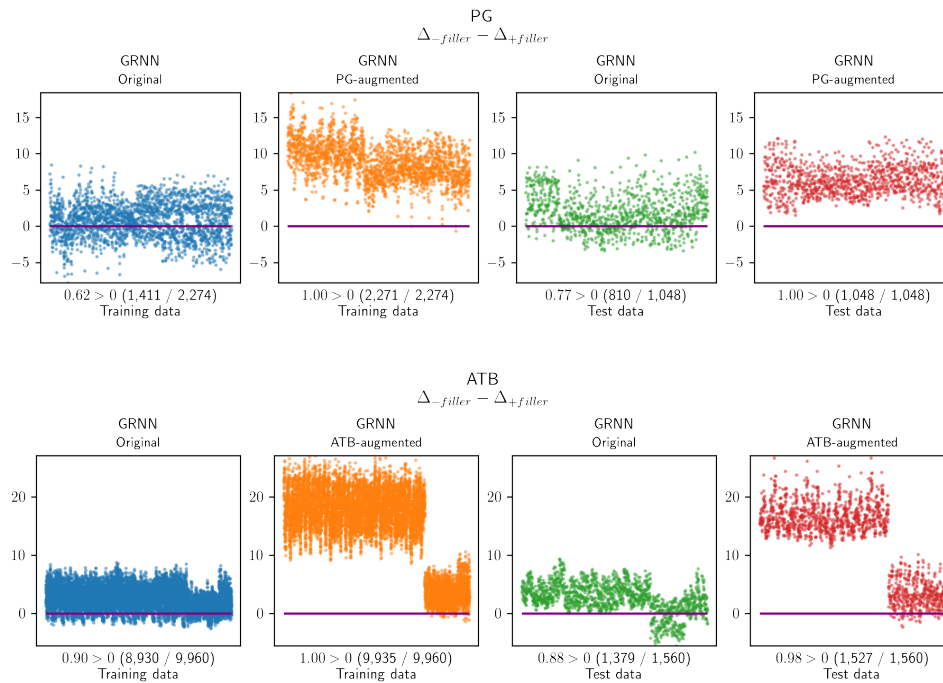 PG
Δ₋filler − Δ₊filler
GRNN GRNN GRNN GRNN
Original PG-augmented Original PG-augmented
15 15 15 15
10 10 10 10
5 5 5 5
0 0 0 0
−5 −5 −5 −5
0.62 > 0 (1,411 / 2,274) 1.00 > 0 (2,271 / 2,274) 0.77 > 0 (810 / 1,048) 1.00 > 0 (1,048 / 1,048)
Training data Training data Test data Test data
ATB
Δ₋filler − Δ₊filler
GRNN GRNN GRNN GRNN
Original ATB-augmented Original ATB-augmented
20 20 20 20
10 10 10 10
0 0 0 0
0.90 > 0 (8,930 / 9,960) 1.00 > 0 (9,935 / 9,960) 0.88 > 0 (1,379 / 1,560) 0.98 > 0 (1,527 / 1,560)
Training data Training data Test data Test data